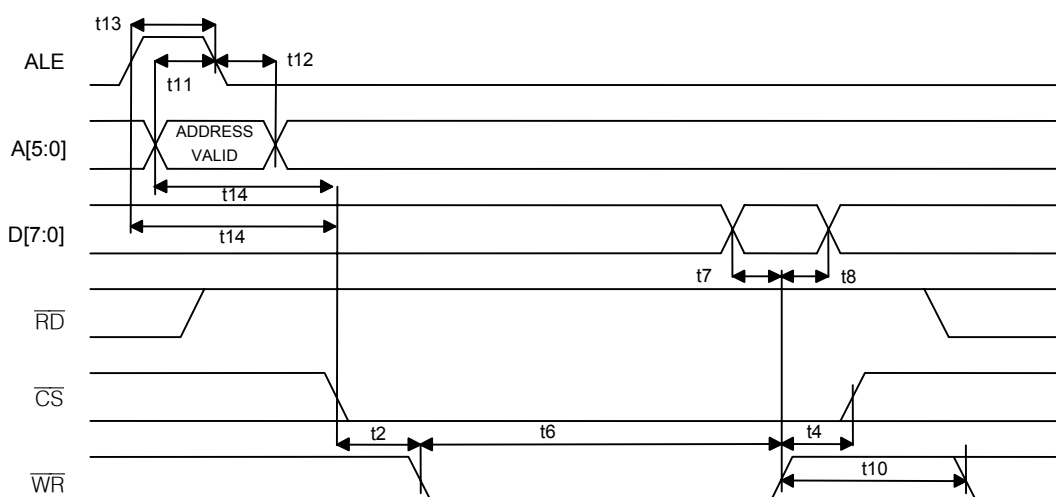 t13
ALE
t11
t12
A[5:0]
ADDRESS
VALID
t14
t14
D[7:0]
t7
t8
RD
CS
t2
t6
t4
WR
t10